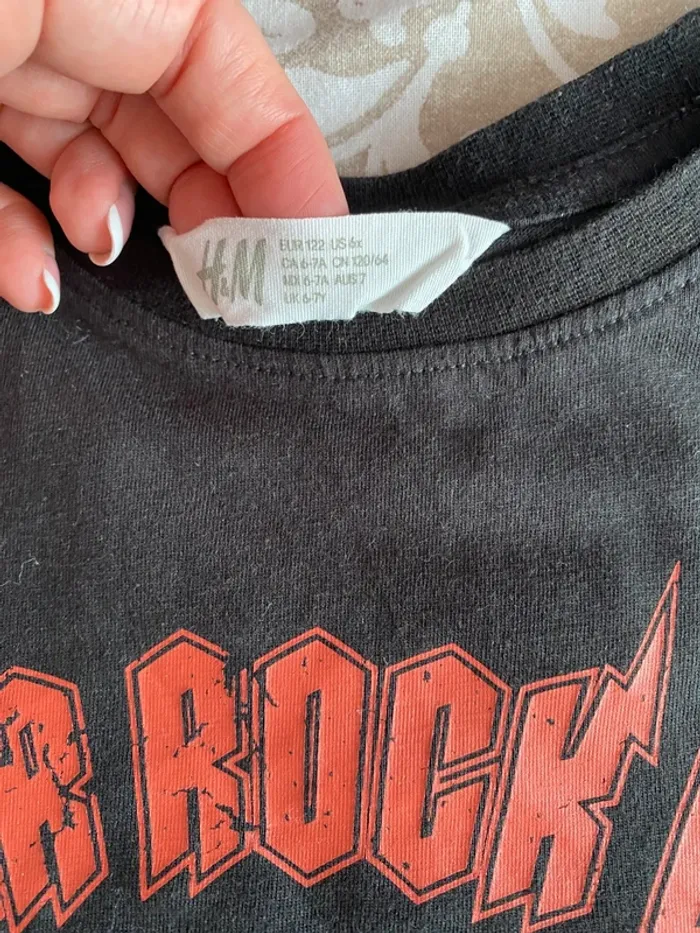 H&M
EUR 122 US 6x
CA 6-7A CN 120/64
MX 6-7A AUS 7
UK 6-7Y
R ROCK